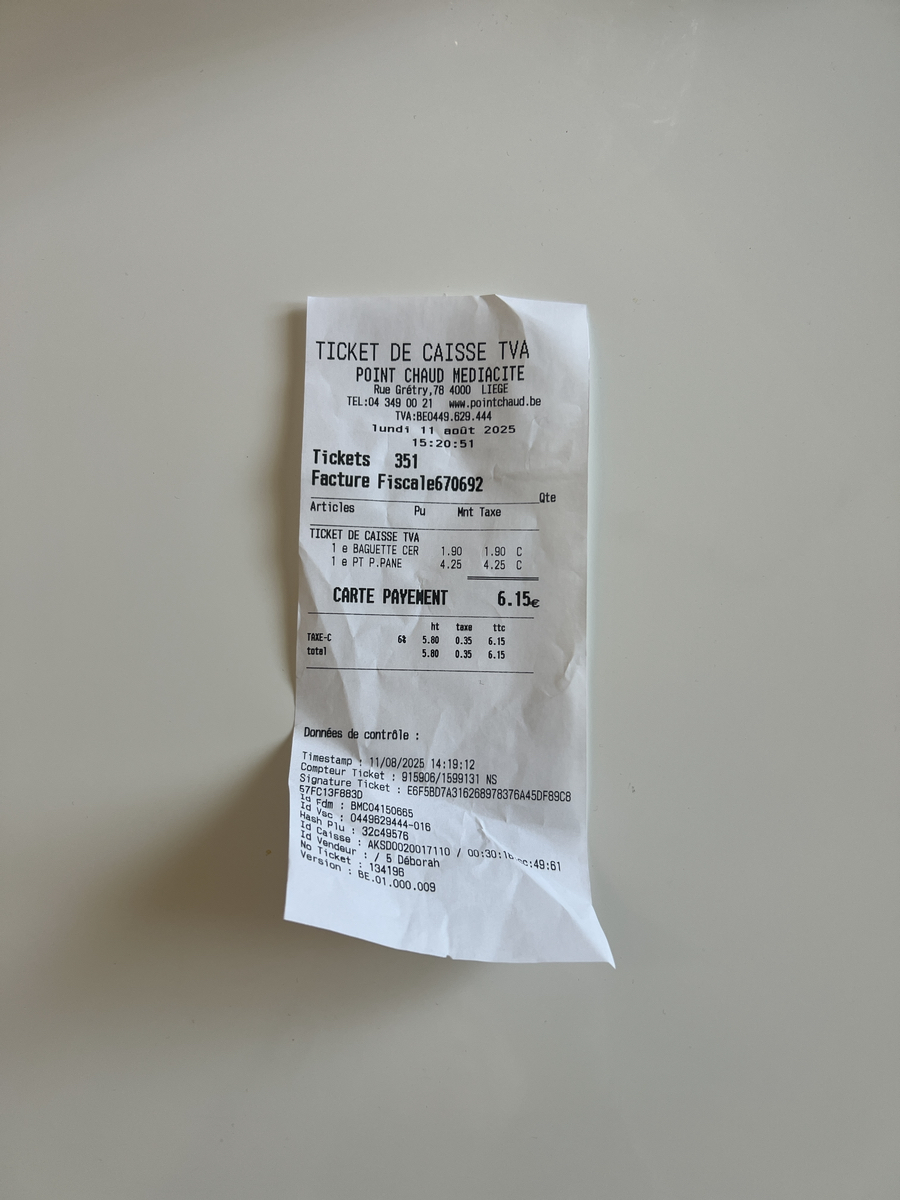 TICKET DE CAISSE TVA
POINT CHAUD MEDIACITE
Rue Grétry,78 4000 LIEGE
TEL:04 349 00 21 www.pointchaud.be
TVA:BE0449.629.444
lundi 11 août 2025
15:20:51
Tickets 351
Facture Fiscale670692
Qte
Articles Pu Mnt Taxe
TICKET DE CAISSE TVA
1 e BAGUETTE CER 1.90 1.90 C
1 e PT P.PANE 4.25 4.25 C
CARTE PAYEMENT 6.15€
ht taxe ttc
TAXE-C 6% 5.80 0.35 6.15
total 5.80 0.35 6.15
Données de contrôle :
Timestamp : 11/08/2025 14:19:12
Compteur Ticket : 915906/1599131 NS
Signature Ticket : E6F5BD7A316268978376A45DF89C8
57FC13F883D
Id Fdm : BMC04150665
Id Vsc : 0449629444-016
Hash Plu : 32c49576
Id Caisse : AKSD0020017110 / 00:30:18 :49:61
Id Vendeur : / 5 Déborah
No Ticket : 134196
Version : BE.01.000.009